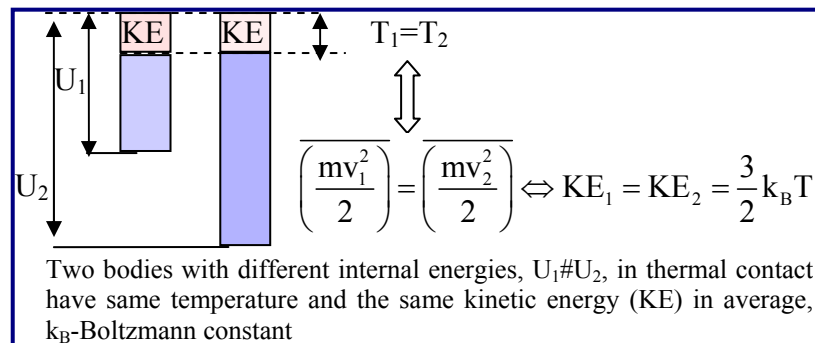 KE KE T₁=T₂
U₁
U₂
(mv₁²/2) = (mv₂²/2) ⇔ KE₁ = KE₂ = 3/2 k_BT
Two bodies with different internal energies, U₁#U₂, in thermal contact
have same temperature and the same kinetic energy (KE) in average,
k_B-Boltzmann constant